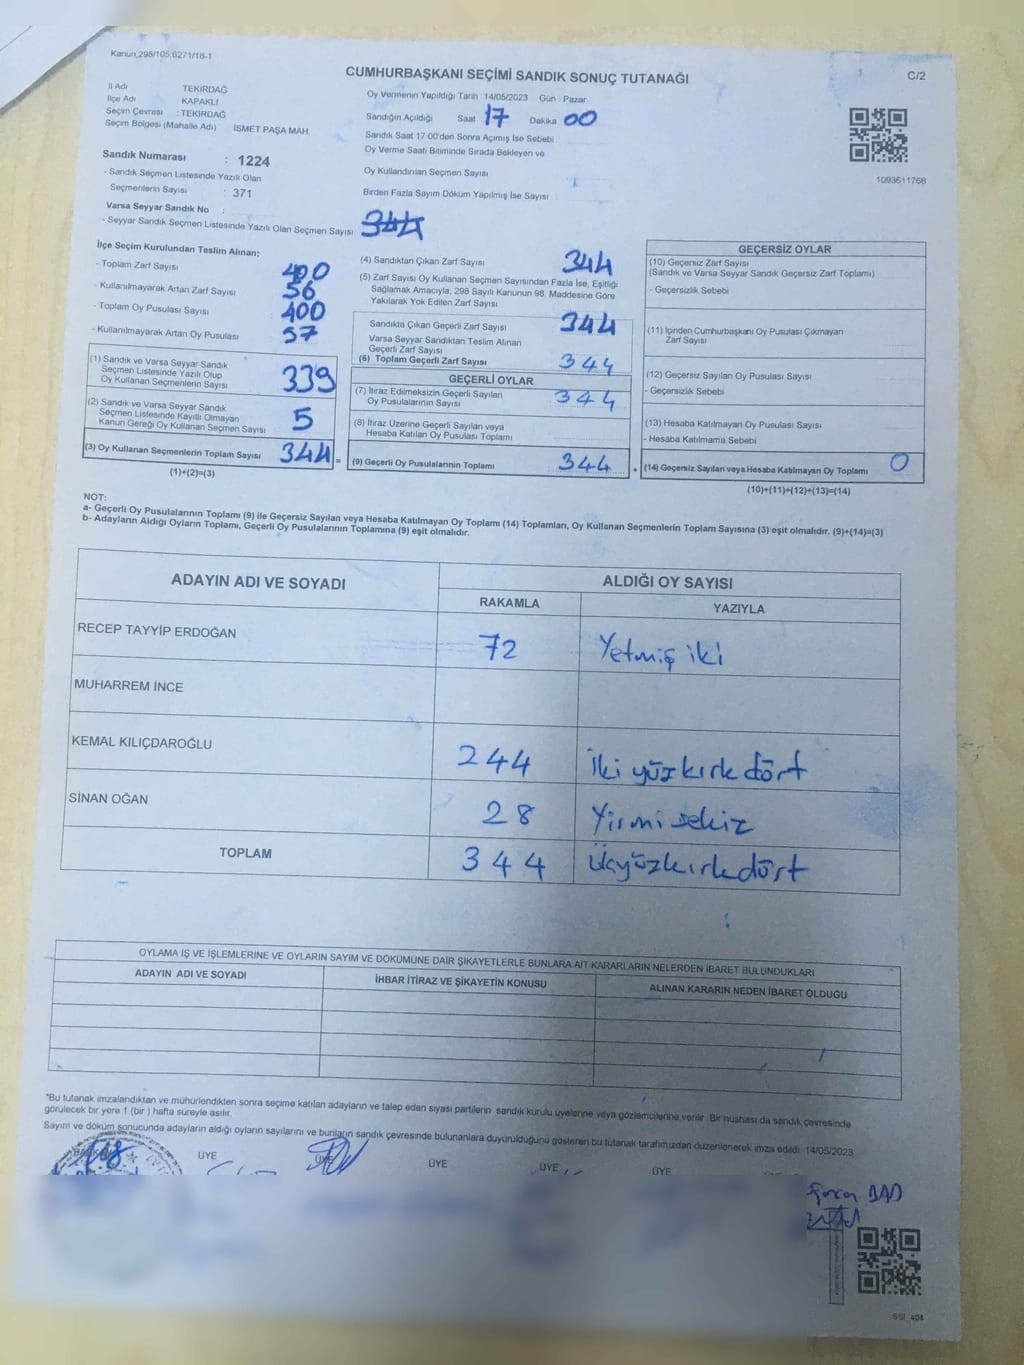 Kanun 298/105,6271/18-1
CUMHURBAŞKANI SEÇİMİ SANDIK SONUÇ TUTANAĞI
C/2
İl Adı TEKİRDAĞ
İlçe Adı KAPAKLI
Seçim Çevresi : TEKİRDAĞ
Seçim Bölgesi (Mahalle Adı) İSMET PAŞA MAH
Sandık Numarası : 1224
- Sandık Seçmen Listesinde Yazılı Olan
Seçmenlerin Sayısı : 371
Varsa Seyyar Sandık No :
- Seyyar Sandık Seçmen Listesinde Yazılı Olan Seçmen Sayısı 344
Oy Vermenin Yapıldığı Tarih 14/05/2023 Gün : Pazar
Sandığın Açıldığı Saat 17 Dakika 00
Sandık Saat 17:00'den Sonra Açılmış İse Sebebi
Oy Verme Saati Bitiminde Sırada Bekleyen ve
Oy Kullandırılan Seçmen Sayısı
Birden Fazla Sayım Döküm Yapılmış İse Sayısı
1093611768
İlçe Seçim Kurulundan Teslim Alınan;
- Toplam Zarf Sayısı 400
- Kullanılmayarak Artan Zarf Sayısı 56
- Toplam Oy Pusulası Sayısı 400
- Kullanılmayarak Artan Oy Pusulası 57
(1) Sandık ve Varsa Seyyar Sandık
Seçmen Listesinde Yazılı Olup
Oy Kullanan Seçmenlerin Sayısı 339
(2) Sandık ve Varsa Seyyar Sandık
Seçmen Listesinde Kayıtlı Olmayan
Kanun Gereği Oy Kullanan Seçmen Sayısı 5
(3) Oy Kullanan Seçmenlerin Toplam Sayısı 344 =
(1)+(2)=(3)
(4) Sandıktan Çıkan Zarf Sayısı 344
(5) Zarf Sayısı Oy Kullanan Seçmen Sayısından Fazla İse, Eşitliği
Sağlamak Amacıyla, 298 Sayılı Kanunun 98. Maddesine Göre
Yakılarak Yok Edilen Zarf Sayısı
Sandıkta Çıkan Geçerli Zarf Sayısı 344
Varsa Seyyar Sandıktan Teslim Alınan
Geçerli Zarf Sayısı
(6) Toplam Geçerli Zarf Sayısı 344
GEÇERLİ OYLAR
(7) İtiraz Edilmeksizin Geçerli Sayılan
Oy Pusulalarının Sayısı 344
(8) İtiraz Üzerine Geçerli Sayılan veya
Hesaba Katılan Oy Pusulası Toplamı
(9) Geçerli Oy Pusulalarının Toplamı 344 +
GEÇERSİZ OYLAR
(10) Geçersiz Zarf Sayısı
(Sandık ve Varsa Seyyar Sandık Geçersiz Zarf Toplamı)
- Geçersizlik Sebebi
(11) İçinden Cumhurbaşkanı Oy Pusulası Çıkmayan
Zarf Sayısı
(12) Geçersiz Sayılan Oy Pusulası Sayısı
- Geçersizlik Sebebi
(13) Hesaba Katılmayan Oy Pusulası Sayısı
- Hesaba Katılmama Sebebi
(14) Geçersiz Sayılan veya Hesaba Katılmayan Oy Toplamı 0
(10)+(11)+(12)+(13)=(14)
NOT:
a- Geçerli Oy Pusulalarının Toplamı (9) ile Geçersiz Sayılan veya Hesaba Katılmayan Oy Toplamı (14) Toplamları, Oy Kullanan Seçmenlerin Toplam Sayısına (3) eşit olmalıdır. (9)+(14)=(3)
b- Adayların Aldığı Oyların Toplamı, Geçerli Oy Pusulalarının Toplamına (9) eşit olmalıdır.
ADAYIN ADI VE SOYADI ALDIĞI OY SAYISI
RAKAMLA YAZIYLA
RECEP TAYYİP ERDOĞAN 72 Yetmiş iki
MUHARREM İNCE
KEMAL KILIÇDAROĞLU 244 İki yüzkırk dört
SİNAN OĞAN 28 Yirmi sekiz
TOPLAM 344 Üçyüzkırkdört
OYLAMA İŞ VE İŞLEMLERİNE VE OYLARIN SAYIM VE DÖKÜMÜNE DAİR ŞİKAYETLERLE BUNLARA AİT KARARLARIN NELERDEN İBARET BULUNDUKLARI
ADAYIN ADI VE SOYADI İHBAR İTİRAZ VE ŞİKAYETİN KONUSU ALINAN KARARIN NEDEN İBARET OLDUĞU
*Bu tutanak imzalandıktan ve mühürlendikten sonra seçime katılan adayların ve talep eden siyasi partilerin sandık kurulu üyelerine veya gözlemcilerine verilir. Bir nüshası da sandık çevresinde
görülecek bir yere 1 (bir ) hafta süreyle asılır.
Sayım ve döküm sonucunda adayların aldığı oyların sayılarını ve bunların sandık çevresinde bulunanlara duyurulduğunu gösteren bu tutanak tarafımızdan düzenlenerek imza edildi. 14/05/2023
BAŞKAN ÜYE ÜYE ÜYE ÜYE ÜYE